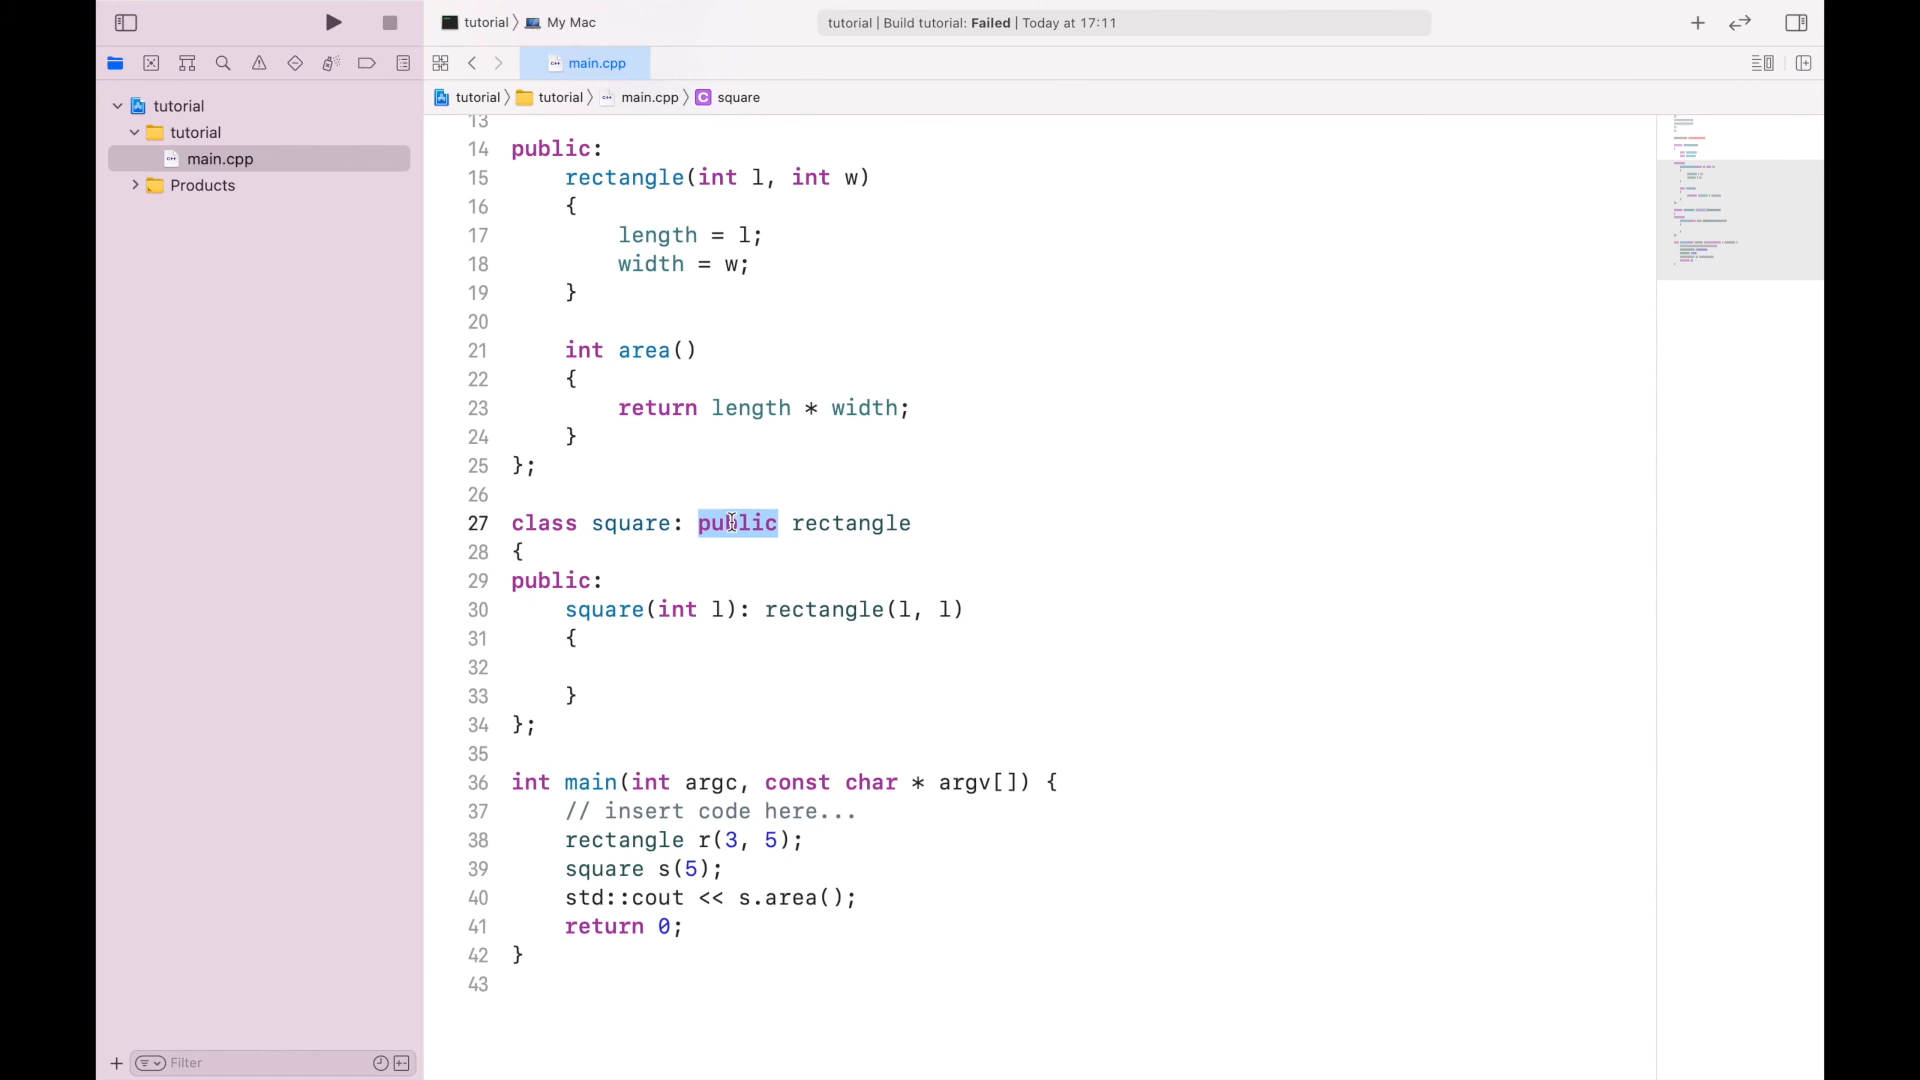 tutorial My Mac tutorial | Build tutorial: Failed | Today at 17:11
main.cpp
tutorial tutorial main.cpp C square
tutorial
tutorial
main.cpp
Products
13
14 public:
15 rectangle(int l, int w)
16 {
17 length = l;
18 width = w;
19 }
20
21 int area()
22 {
23 return length * width;
24 }
25 };
26
27 class square: public rectangle
28 {
29 public:
30 square(int l): rectangle(l, l)
31 {
32
33 }
34 };
35
36 int main(int argc, const char * argv[]) {
37 // insert code here...
38 rectangle r(3, 5);
39 square s(5);
40 std::cout << s.area();
41 return 0;
42 }
43
Filter